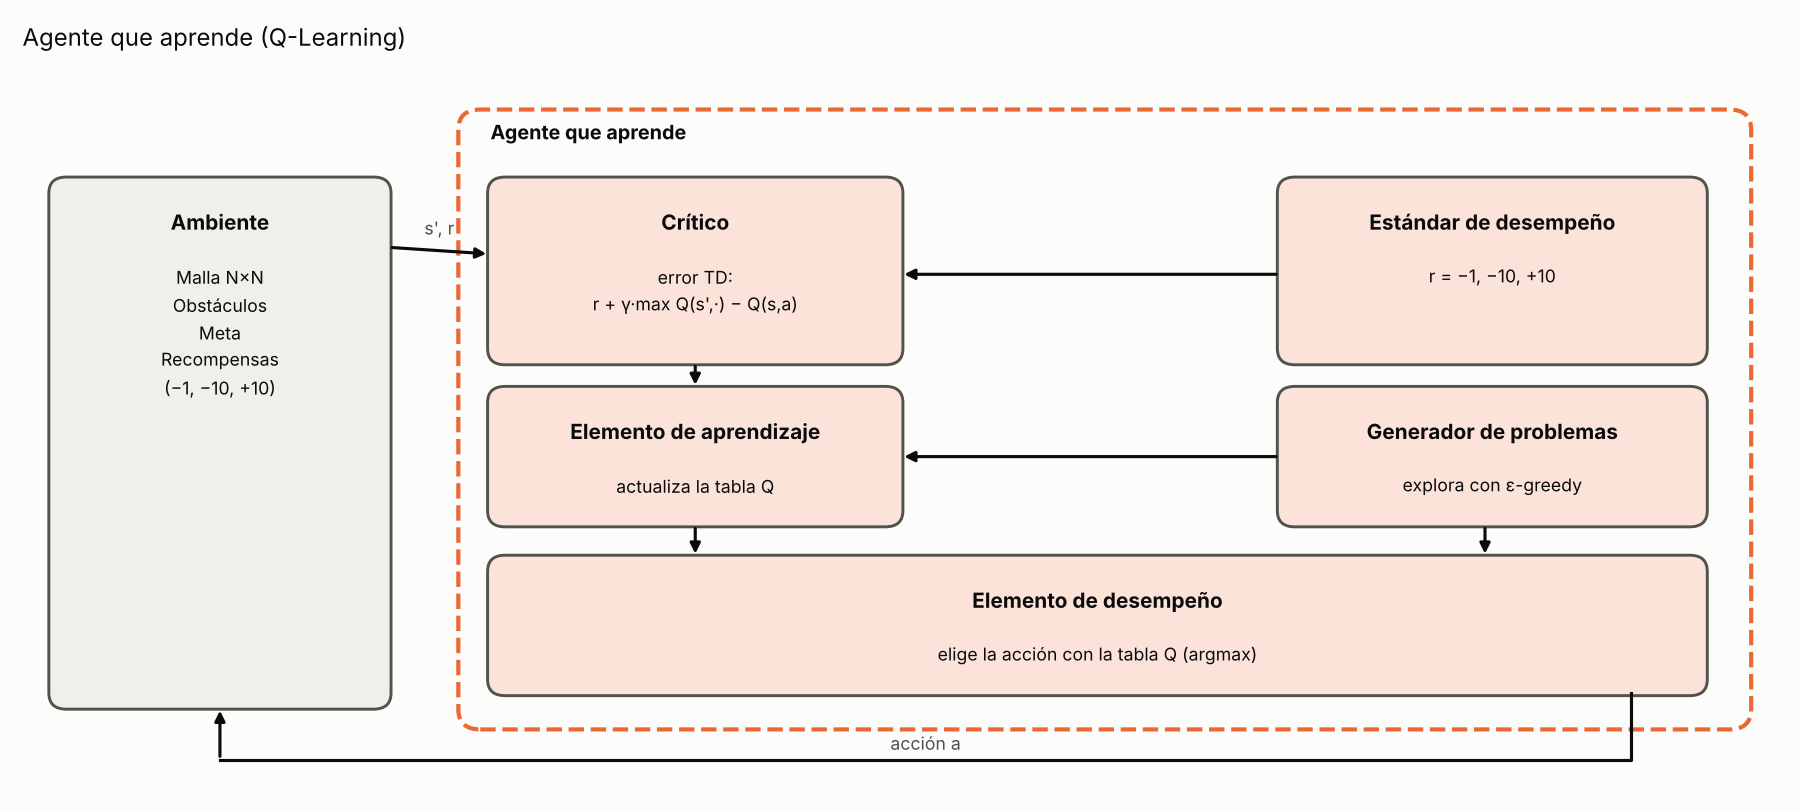 Agente que aprende (Q-Learning)
Agente que aprende
Ambiente
Malla N×N
Obstáculos
Meta
Recompensas
(−1, −10, +10)
s', r
Crítico
error TD:
r + γ·max Q(s',·) − Q(s,a)
Estándar de desempeño
r = −1, −10, +10
Elemento de aprendizaje
actualiza la tabla Q
Generador de problemas
explora con ε-greedy
Elemento de desempeño
elige la acción con la tabla Q (argmax)
acción a